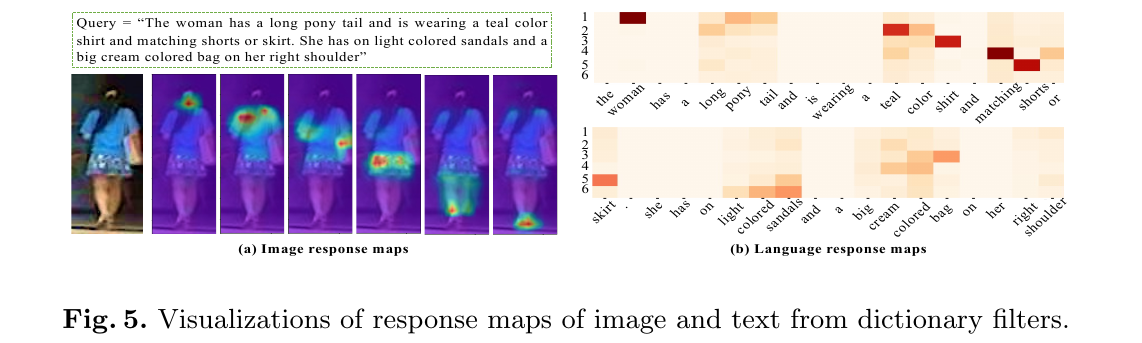 Query = “The woman has a long pony tail and is wearing a teal color
shirt and matching shorts or skirt. She has on light colored sandals and a
big cream colored bag on her right shoulder”
1
2
3
4
5
6
the woman has a long pony tail and is wearing a teal color shirt and matching shorts or
1
2
3
4
5
6
skirt . she has on light colored sandals and a big cream colored bag on her right shoulder
(a) Image response maps
(b) Language response maps
Fig. 5. Visualizations of response maps of image and text from dictionary filters.